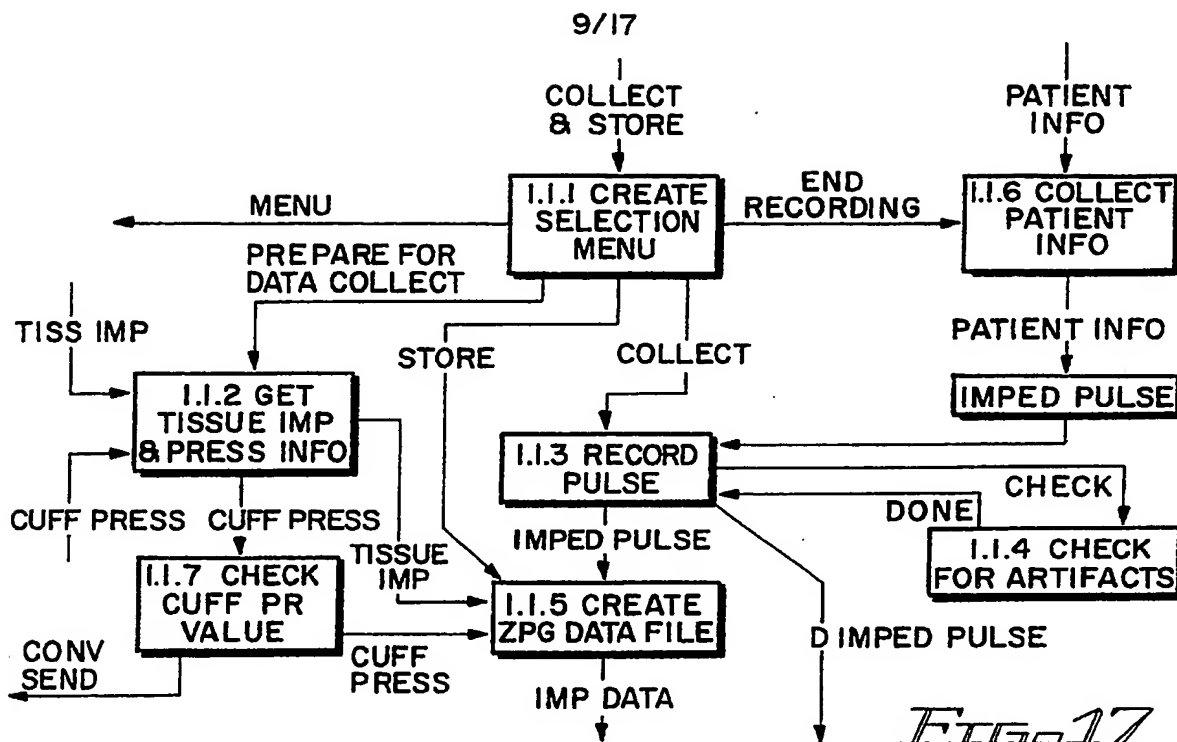 9/17
COLLECT
& STORE
PATIENT
INFO
MENU
1.1.1 CREATE
SELECTION
MENU
END
RECORDING
1.1.6 COLLECT
PATIENT
INFO
PREPARE FOR
DATA COLLECT
TISS IMP
STORE
COLLECT
PATIENT INFO
1.1.2 GET
TISSUE IMP
& PRESS INFO
IMPED PULSE
1.1.3 RECORD
PULSE
CHECK
DONE
CUFF PRESS
CUFF PRESS
TISSUE
IMP
IMPED PULSE
1.1.4 CHECK
FOR ARTIFACTS
1.1.7 CHECK
CUFF PR
VALUE
1.1.5 CREATE
ZPG DATA FILE
D IMPED PULSE
CONV
SEND
CUFF
PRESS
IMP DATA
FIG. 17